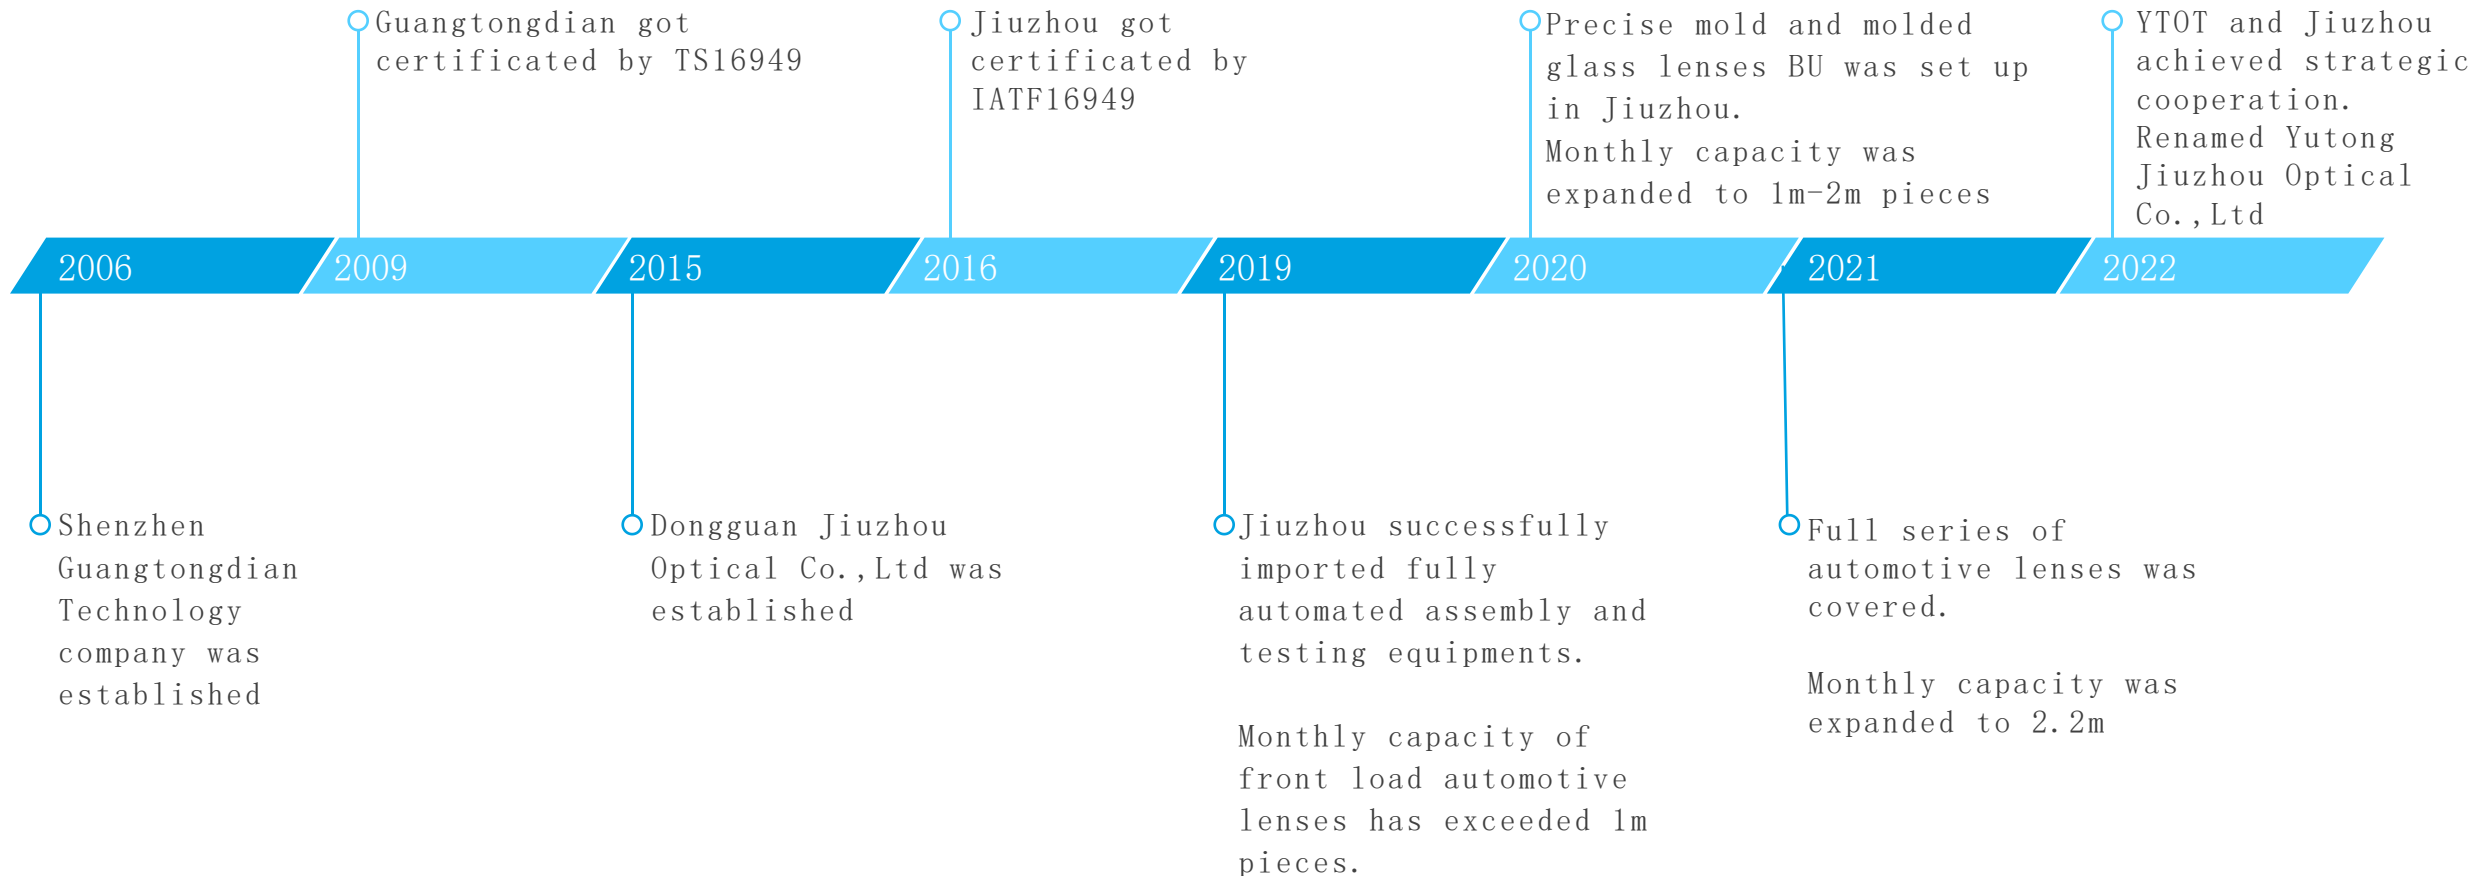 Guangtongdian got
certificated by TS16949
Jiuzhou got
certificated by
IATF16949
Precise mold and molded
glass lenses BU was set up
in Jiuzhou.
Monthly capacity was
expanded to 1m-2m pieces
YTOT and Jiuzhou
achieved strategic
cooperation.
Renamed Yutong
Jiuzhou Optical
Co.,Ltd
2006
2009
2015
2016
2019
2020
2021
2022
Shenzhen
Guangtongdian
Technology
company was
established
Dongguan Jiuzhou
Optical Co.,Ltd was
established
Jiuzhou successfully
imported fully
automated assembly and
testing equipments.
Monthly capacity of
front load automotive
lenses has exceeded 1m
pieces.
Full series of
automotive lenses was
covered.
Monthly capacity was
expanded to 2.2m